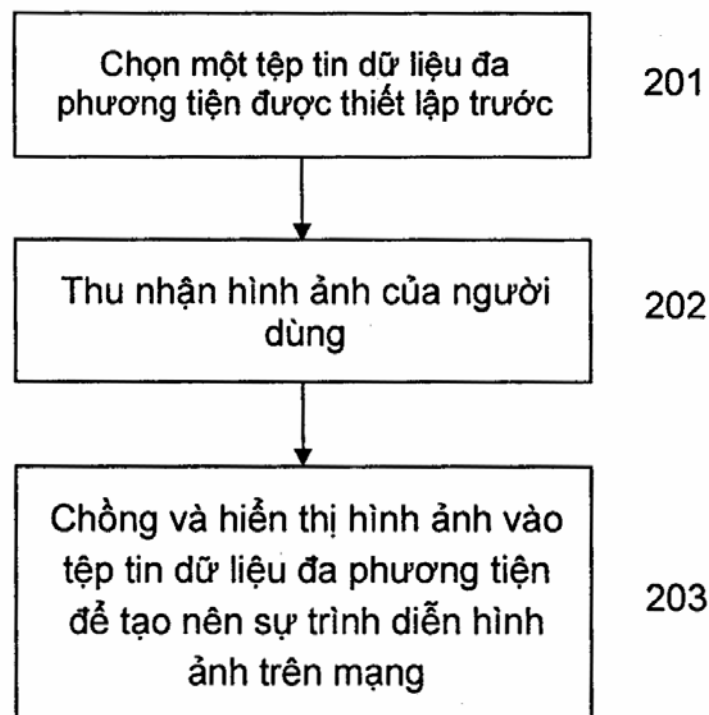 Chọn một tệp tin dữ liệu đa
phương tiện được thiết lập trước
201
Thu nhận hình ảnh của người
dùng
202
Chồng và hiển thị hình ảnh vào
tệp tin dữ liệu đa phương tiện
để tạo nên sự trình diễn hình
ảnh trên mạng
203